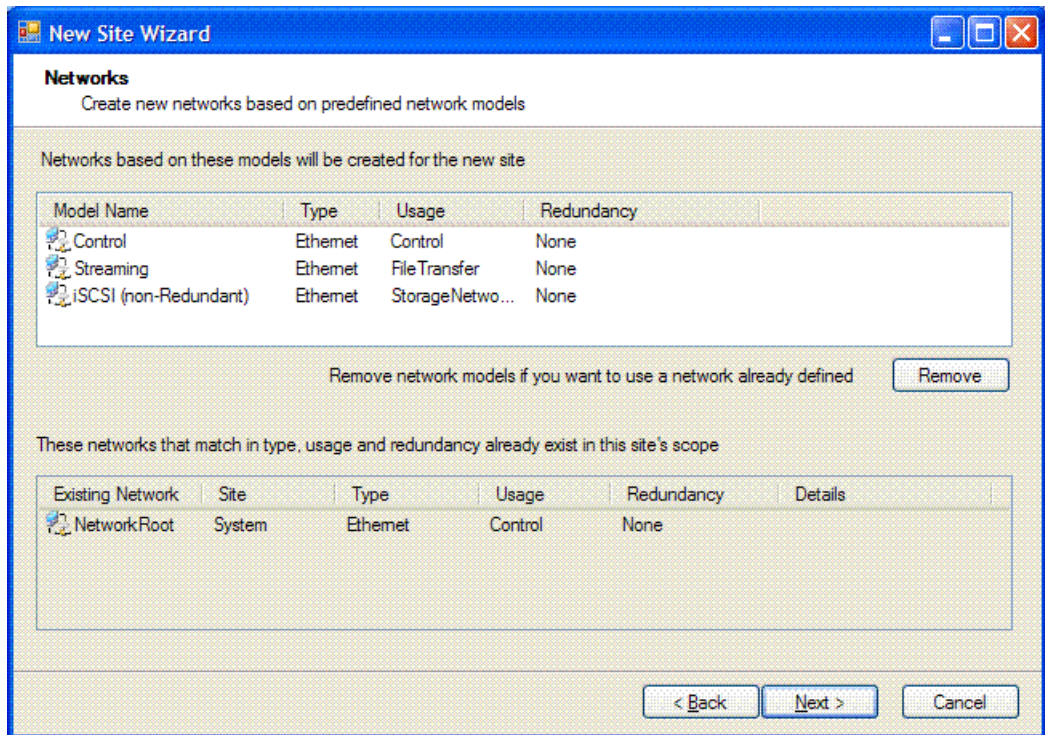 New Site Wizard
Networks
Create new networks based on predefined network models
Networks based on these models will be created for the new site
Model Name Type Usage Redundancy
Control Ethernet Control None
Streaming Ethernet FileTransfer None
iSCSI (non-Redundant) Ethernet StorageNetwo... None
Remove network models if you want to use a network already defined Remove
These networks that match in type, usage and redundancy already exist in this site's scope
Existing Network Site Type Usage Redundancy Details
NetworkRoot System Ethernet Control None
< Back Next > Cancel